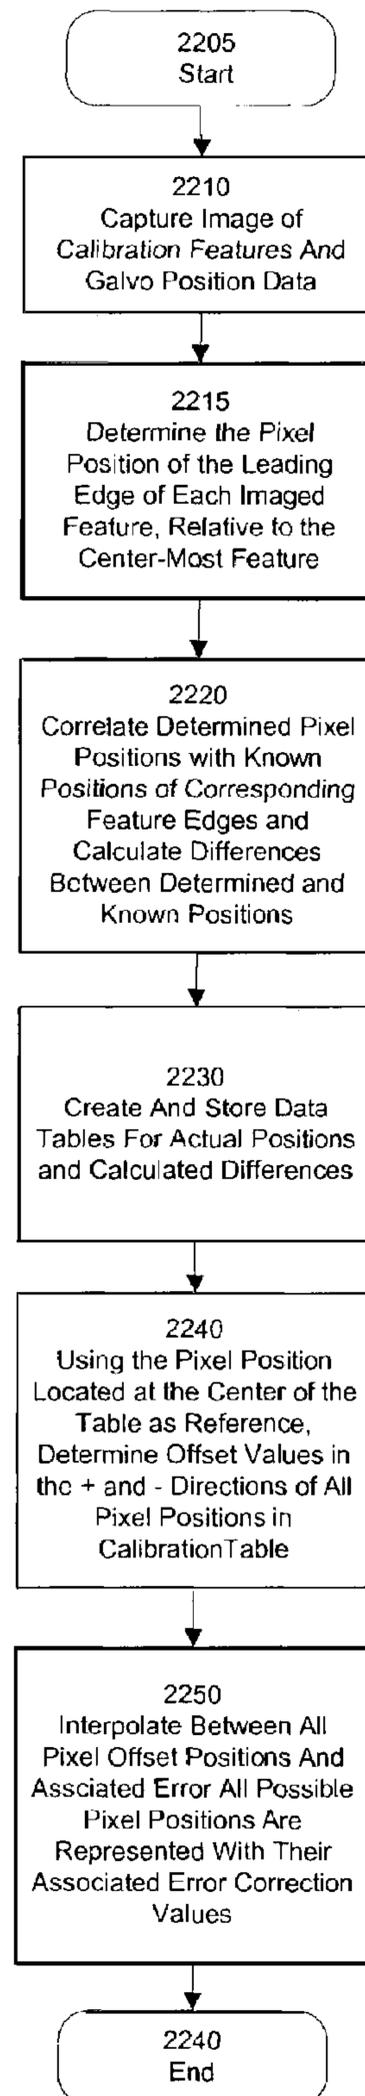 2205
Start
2210
Capture Image of
Calibration Features And
Galvo Position Data
2215
Determine the Pixel
Position of the Leading
Edge of Each Imaged
Feature, Relative to the
Center-Most Feature
2220
Correlate Determined Pixel
Positions with Known
Positions of Corresponding
Feature Edges and
Calculate Differences
Between Determined and
Known Positions
2230
Create And Store Data
Tables For Actual Positions
and Calculated Differences
2240
Using the Pixel Position
Located at the Center of the
Table as Reference,
Determine Offset Values in
the + and - Directions of All
Pixel Positions in
CalibrationTable
2250
Interpolate Between All
Pixel Offset Positions And
Assciated Error All Possible
Pixel Positions Are
Represented With Their
Associated Error Correction
Values
2240
End